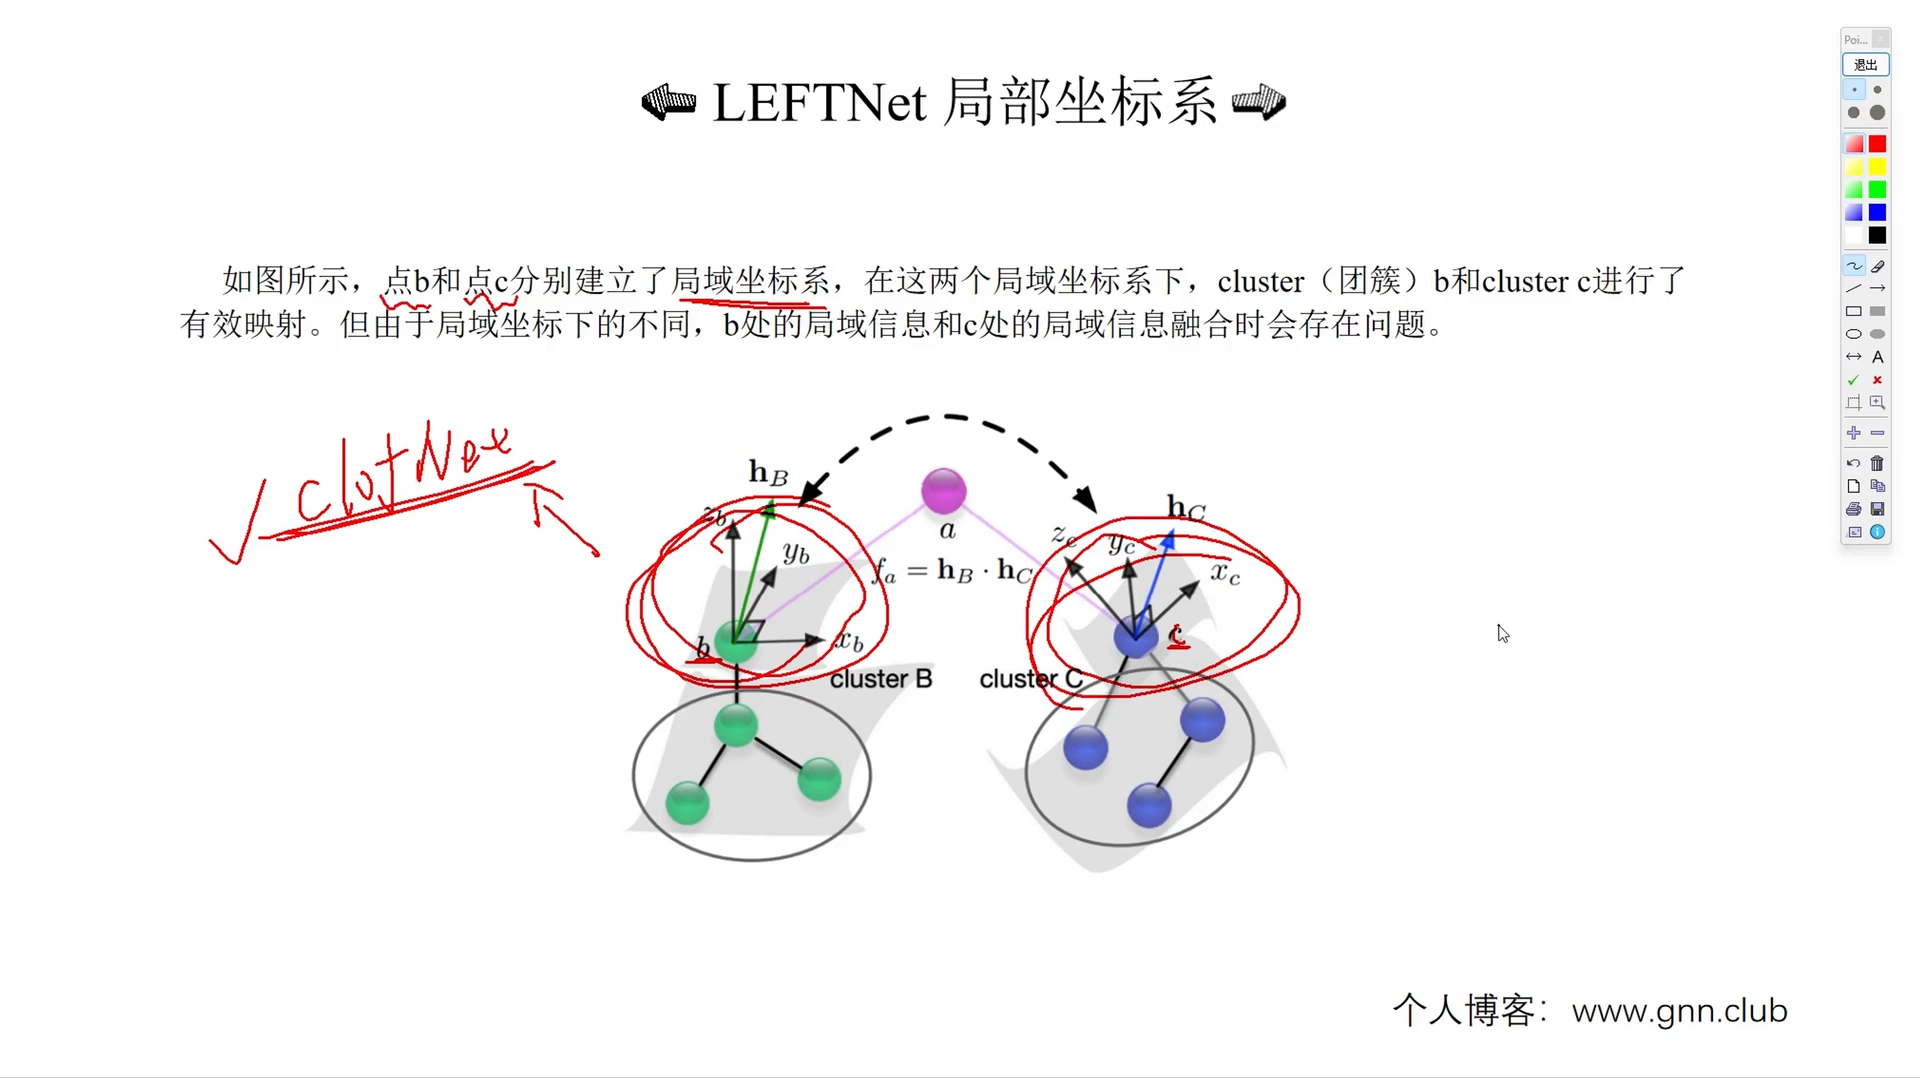 LEFTNet 局部坐标系
如图所示，点b和点c分别建立了局域坐标系，在这两个局域坐标系下，cluster（团簇）b和cluster c进行了
有效映射。但由于局域坐标下的不同，b处的局域信息和c处的局域信息融合时会存在问题。
ClofNet
h_B
h_C
z_b
y_b
x_b
b
a
f_a = h_B · h_C
z_c
y_c
x_c
c
cluster B
cluster C
个人博客：www.gnn.club
Poi...
退出
A